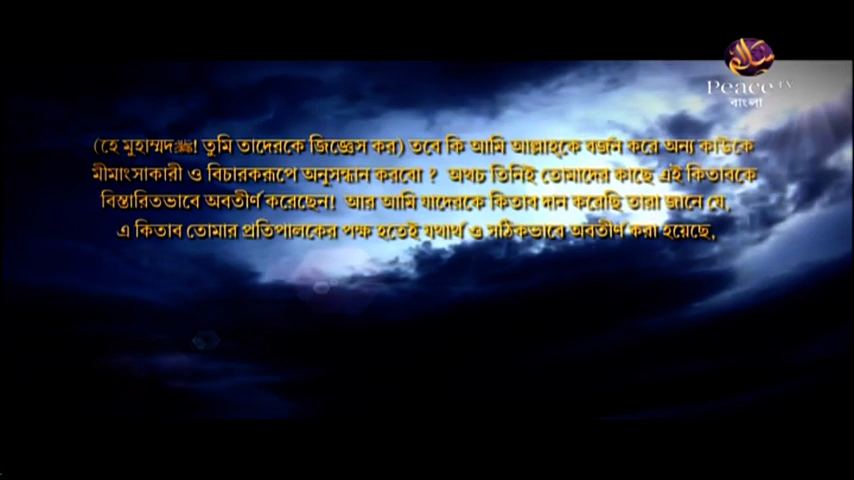 Peace TV
বাংলা
(হে মুহাম্মদ ﷺ! তুমি তাদেরকে জিজ্ঞেস কর) তবে কি আমি আল্লাহ্‌কে বর্জন করে অন্য কাউকে
মীমাংসাকারী ও বিচারকরূপে অনুসন্ধান করবো ? অথচ তিনিই তোমাদের কাছে এই কিতাবকে
বিস্তারিতভাবে অবতীর্ণ করেছেন! আর আমি যাদেরকে কিতাব দান করেছি তারা জানে যে,
এ কিতাব তোমার প্রতিপালকের পক্ষ হতেই যথার্থ ও সঠিকভাবে অবতীর্ণ করা হয়েছে,